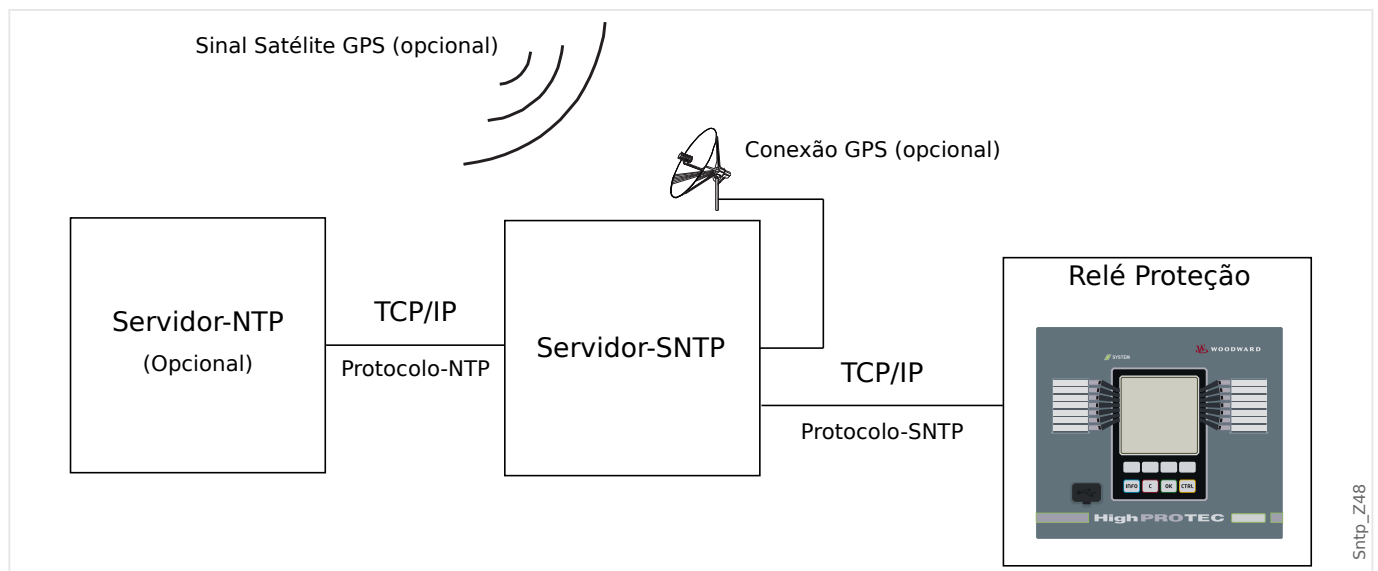 Sinal Satélite GPS (opcional)
Conexão GPS (opcional)
Servidor-NTP
(Opcional)
TCP/IP
Protocolo-NTP
Servidor-SNTP
TCP/IP
Protocolo-SNTP
Relé Proteção
SYSTEM
WOODWARD
INFO
C
OK
CTRL
HighPROTEC
Sntp_Z48